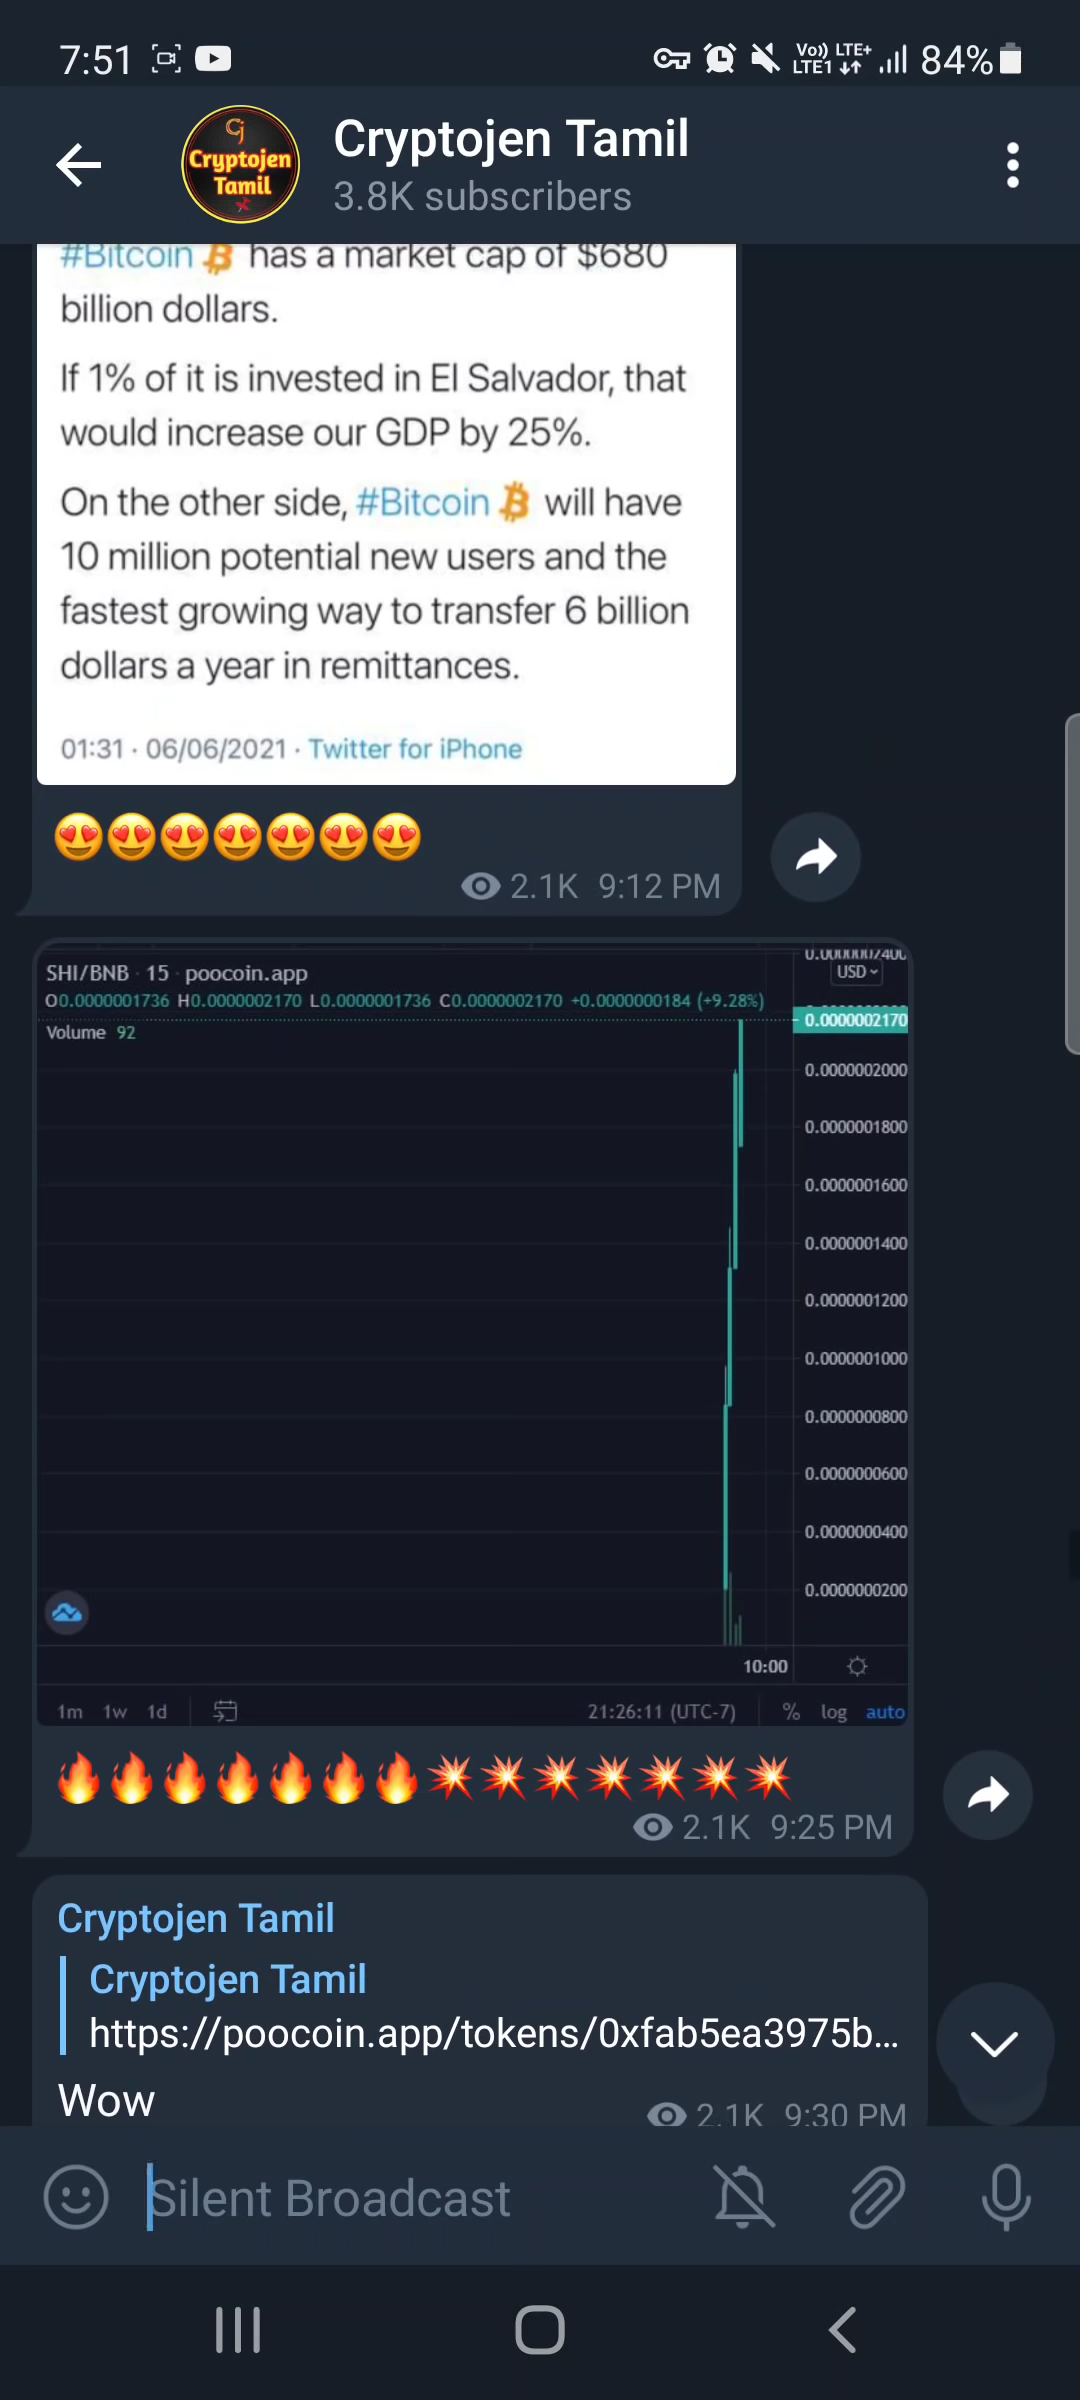 7:51
Vo)) LTE+
LTE1
84%
Cj
Cryptojen
Tamil
Cryptojen Tamil
3.8K subscribers
#Bitcoin has a market cap of $680
billion dollars.
If 1% of it is invested in El Salvador, that
would increase our GDP by 25%.
On the other side, #Bitcoin will have
10 million potential new users and the
fastest growing way to transfer 6 billion
dollars a year in remittances.
01:31 · 06/06/2021 · Twitter for iPhone
😍😍😍😍😍😍😍
2.1K 9:12 PM
SHI/BNB · 15 · poocoin.app
O0.0000001736 H0.0000002170 L0.0000001736 C0.0000002170 +0.0000000184 (+9.28%)
Volume 92
0.0000002400
USD
0.0000002170
0.0000002000
0.0000001800
0.0000001600
0.0000001400
0.0000001200
0.0000001000
0.0000000800
0.0000000600
0.0000000400
0.0000000200
10:00
1m 1w 1d 21:26:11 (UTC-7) % log auto
🔥🔥🔥🔥🔥🔥🔥💥💥💥💥💥💥💥
2.1K 9:25 PM
Cryptojen Tamil
Cryptojen Tamil
https://poocoin.app/tokens/0xfab5ea3975b...
Wow
2.1K 9:30 PM
Silent Broadcast